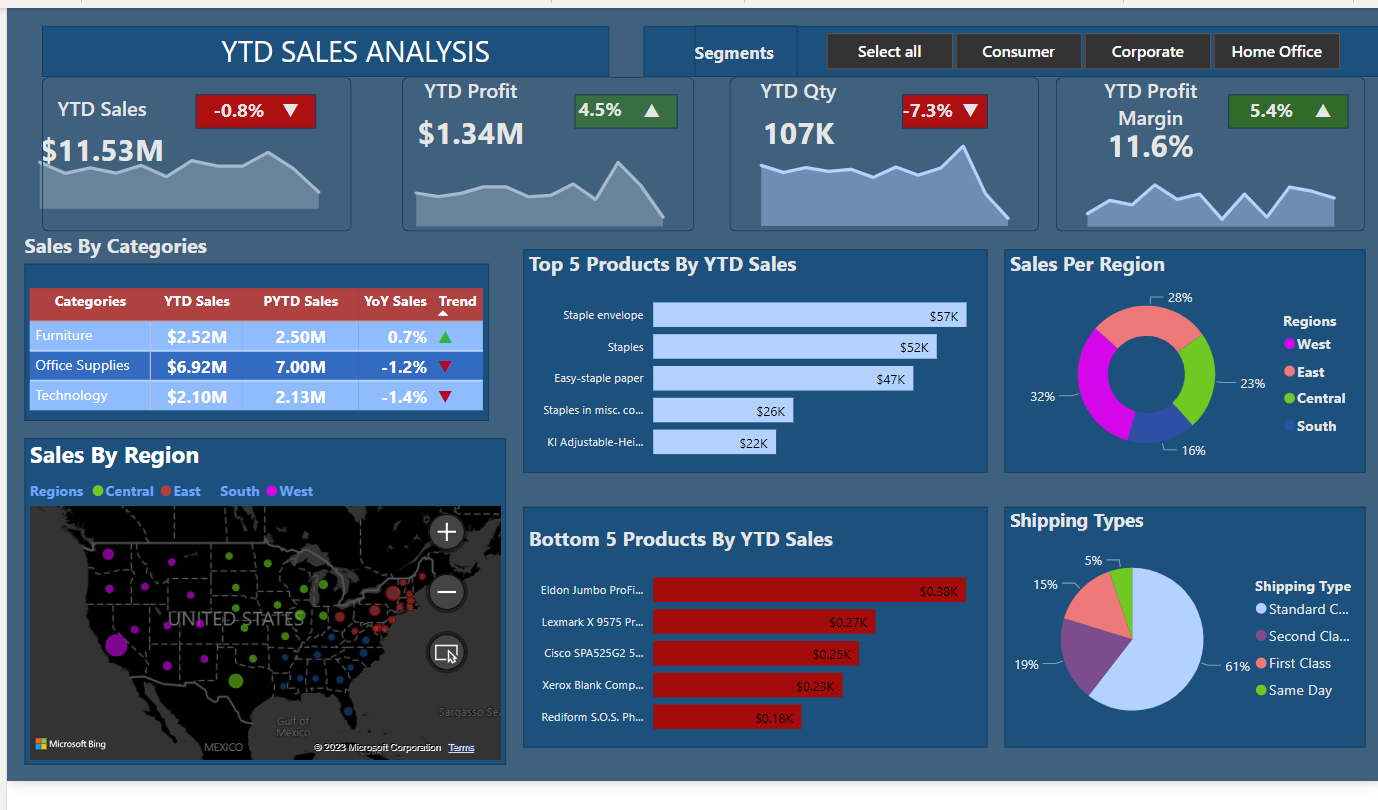 YTD SALES ANALYSIS
Segments
Select all
Consumer
Corporate
Home Office
YTD Sales
-0.8% ▼
$11.53M
YTD Profit
4.5% ▲
$1.34M
YTD Qty
-7.3% ▼
107K
YTD Profit
Margin
5.4% ▲
11.6%
Sales By Categories
Categories YTD Sales PYTD Sales YoY Sales Trend
Furniture $2.52M 2.50M 0.7%
Office Supplies $6.92M 7.00M -1.2%
Technology $2.10M 2.13M -1.4%
Top 5 Products By YTD Sales
Staple envelope $57K
Staples $52K
Easy-staple paper $47K
Staples in misc. co... $26K
KI Adjustable-Hei... $22K
Sales Per Region
28%
23%
32%
16%
Regions
West
East
Central
South
Sales By Region
Regions Central East South West
UNITED STATES
Gulf of
Mexico
MEXICO
Sargasso Sea
Microsoft Bing
© 2023 Microsoft Corporation Terms
Bottom 5 Products By YTD Sales
Eldon Jumbo ProFi... $0.38K
Lexmark X 9575 Pr... $0.27K
Cisco SPA525G2 5... $0.25K
Xerox Blank Comp... $0.23K
Rediform S.O.S. Ph... $0.18K
Shipping Types
5%
15%
19%
61%
Shipping Type
Standard C...
Second Cla...
First Class
Same Day